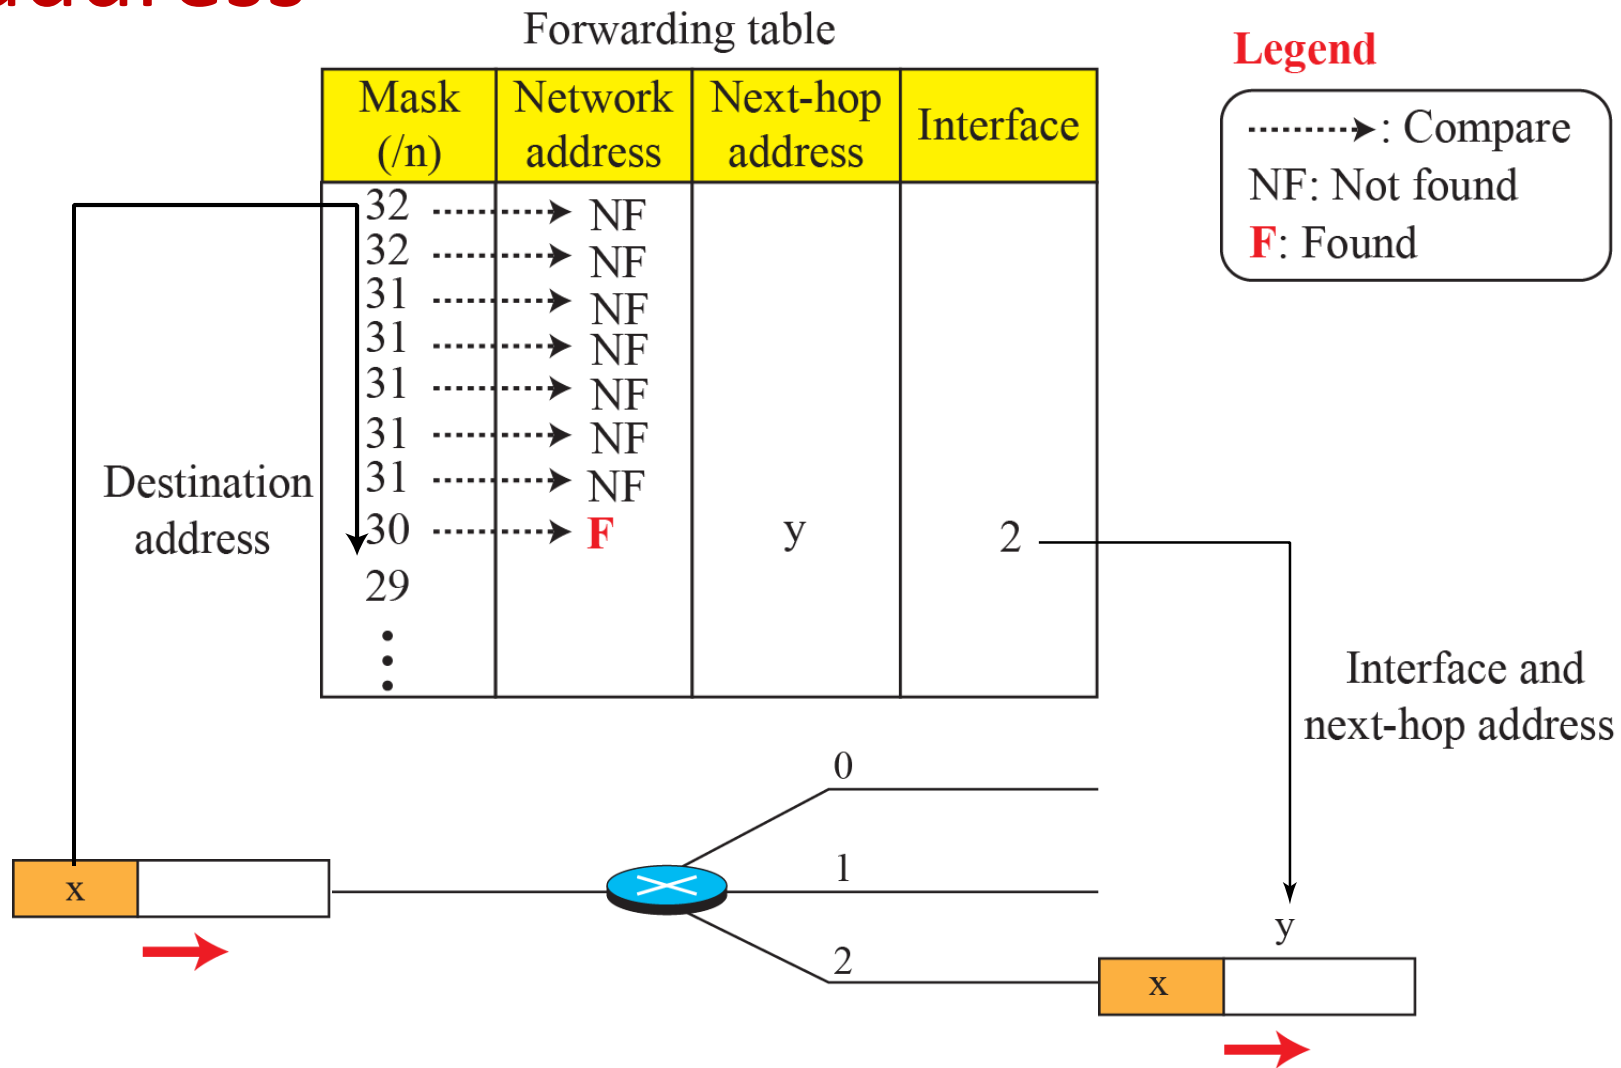 address
Forwarding table
Legend
Mask (/n) Network address Next-hop address Interface
: Compare
NF: Not found
F: Found
32 NF
32 NF
31 NF
31 NF
31 NF
31 NF
31 NF
30 F y 2
29
Destination
address
Interface and
next-hop address
0
1
2
x
y
x